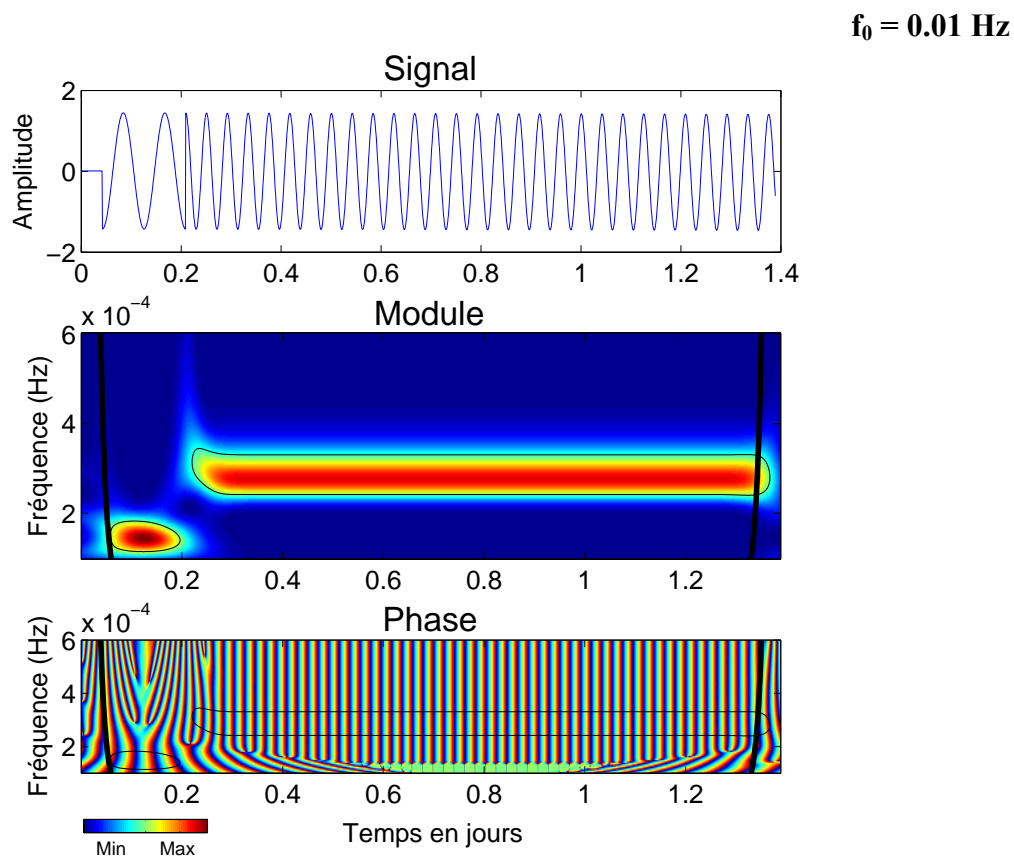 f₀ = 0.01 Hz
Signal
Amplitude
2
0
−2
0 0.2 0.4 0.6 0.8 1 1.2 1.4
x 10⁻⁴
Module
Fréquence (Hz)
6
4
2
0.2 0.4 0.6 0.8 1 1.2
x 10⁻⁴
Phase
Fréquence (Hz)
6
4
2
0.2 0.4 0.6 0.8 1 1.2
Temps en jours
Min Max